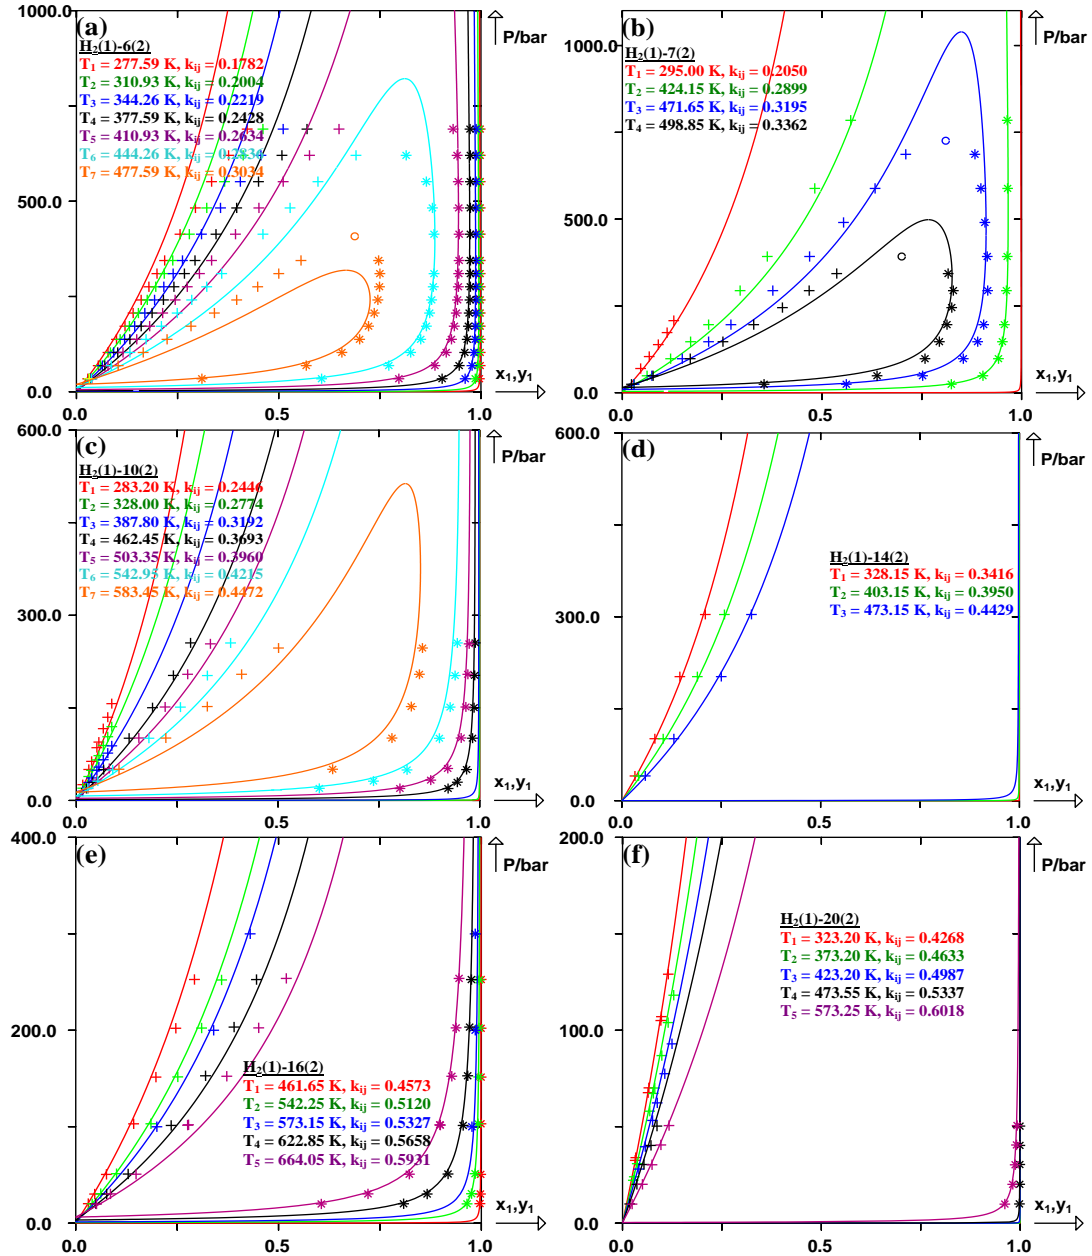 (a)
H₂(1)-6(2)
T₁ = 277.59 K, kᵢⱼ = 0.1782
T₂ = 310.93 K, kᵢⱼ = 0.2004
T₃ = 344.26 K, kᵢⱼ = 0.2219
T₄ = 377.59 K, kᵢⱼ = 0.2428
T₅ = 410.93 K, kᵢⱼ = 0.2634
T₆ = 444.26 K, kᵢⱼ = 0.2834
T₇ = 477.59 K, kᵢⱼ = 0.3034
P/bar
1000.0
500.0
0.0
x₁,y₁
0.0 0.5 1.0
(b)
H₂(1)-7(2)
T₁ = 295.00 K, kᵢⱼ = 0.2050
T₂ = 424.15 K, kᵢⱼ = 0.2899
T₃ = 471.65 K, kᵢⱼ = 0.3195
T₄ = 498.85 K, kᵢⱼ = 0.3362
P/bar
1000.0
500.0
0.0
x₁,y₁
0.0 0.5 1.0
(c)
H₂(1)-10(2)
T₁ = 283.20 K, kᵢⱼ = 0.2446
T₂ = 328.00 K, kᵢⱼ = 0.2774
T₃ = 387.80 K, kᵢⱼ = 0.3192
T₄ = 462.45 K, kᵢⱼ = 0.3693
T₅ = 503.35 K, kᵢⱼ = 0.3960
T₆ = 542.95 K, kᵢⱼ = 0.4215
T₇ = 583.45 K, kᵢⱼ = 0.4472
P/bar
600.0
300.0
0.0
x₁,y₁
0.0 0.5 1.0
(d)
H₂(1)-14(2)
T₁ = 328.15 K, kᵢⱼ = 0.3416
T₂ = 403.15 K, kᵢⱼ = 0.3950
T₃ = 473.15 K, kᵢⱼ = 0.4429
P/bar
600.0
300.0
0.0
x₁,y₁
0.0 0.5 1.0
(e)
H₂(1)-16(2)
T₁ = 461.65 K, kᵢⱼ = 0.4573
T₂ = 542.25 K, kᵢⱼ = 0.5120
T₃ = 573.15 K, kᵢⱼ = 0.5327
T₄ = 622.85 K, kᵢⱼ = 0.5658
T₅ = 664.05 K, kᵢⱼ = 0.5931
P/bar
400.0
200.0
0.0
x₁,y₁
0.0 0.5 1.0
(f)
H₂(1)-20(2)
T₁ = 323.20 K, kᵢⱼ = 0.4268
T₂ = 373.20 K, kᵢⱼ = 0.4633
T₃ = 423.20 K, kᵢⱼ = 0.4987
T₄ = 473.55 K, kᵢⱼ = 0.5337
T₅ = 573.25 K, kᵢⱼ = 0.6018
P/bar
200.0
100.0
0.0
x₁,y₁
0.0 0.5 1.0